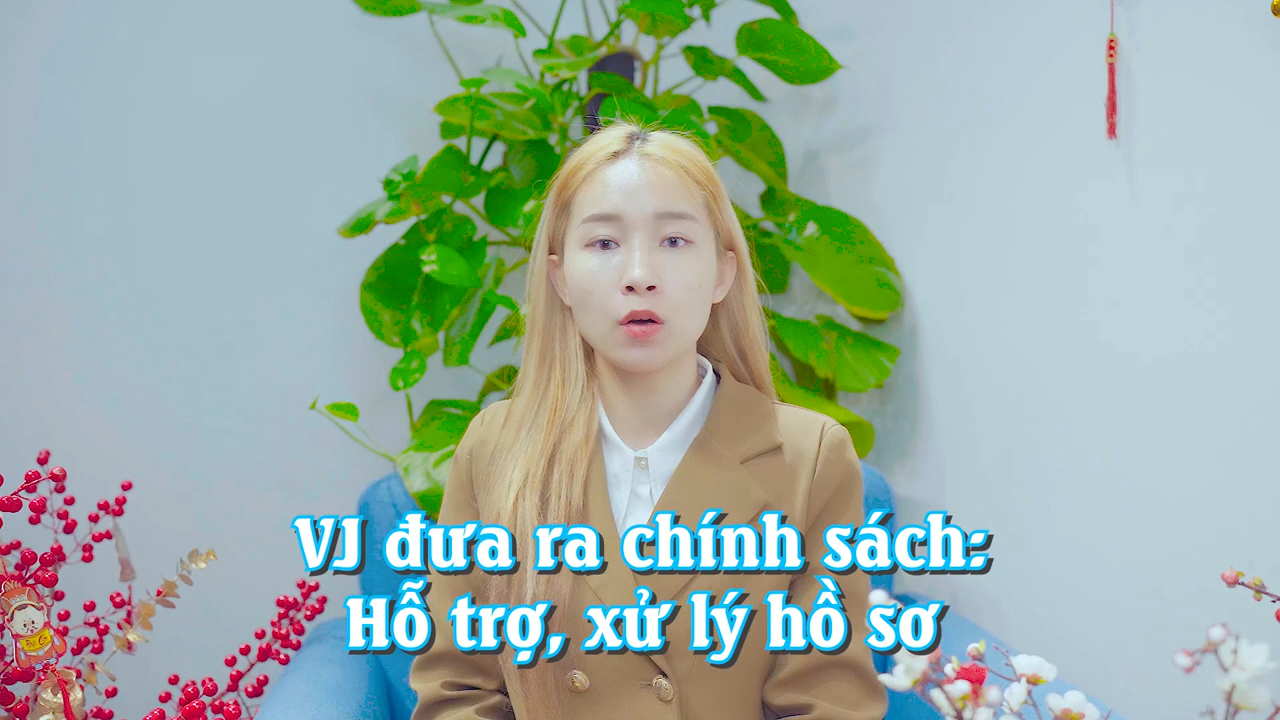 VJ đưa ra chính sách:
Hỗ trợ, xử lý hồ sơ